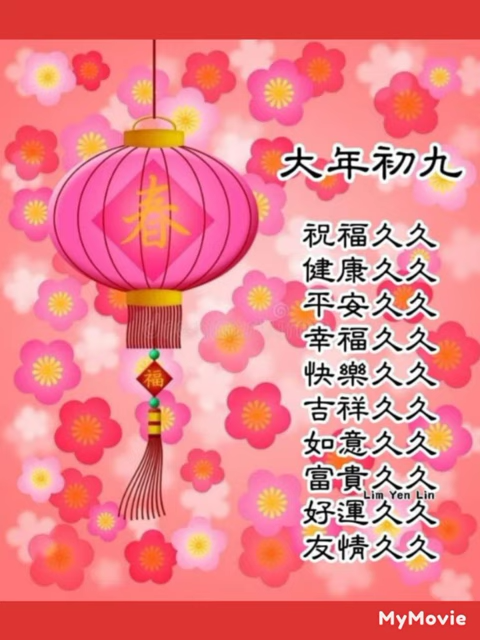 大年初九
春
祝福久久
健康久久
平安久久
幸福久久
快樂久久
福
吉祥久久
如意久久
富貴久久
Lim Yen Lin
好運久久
友情久久
MyMovie